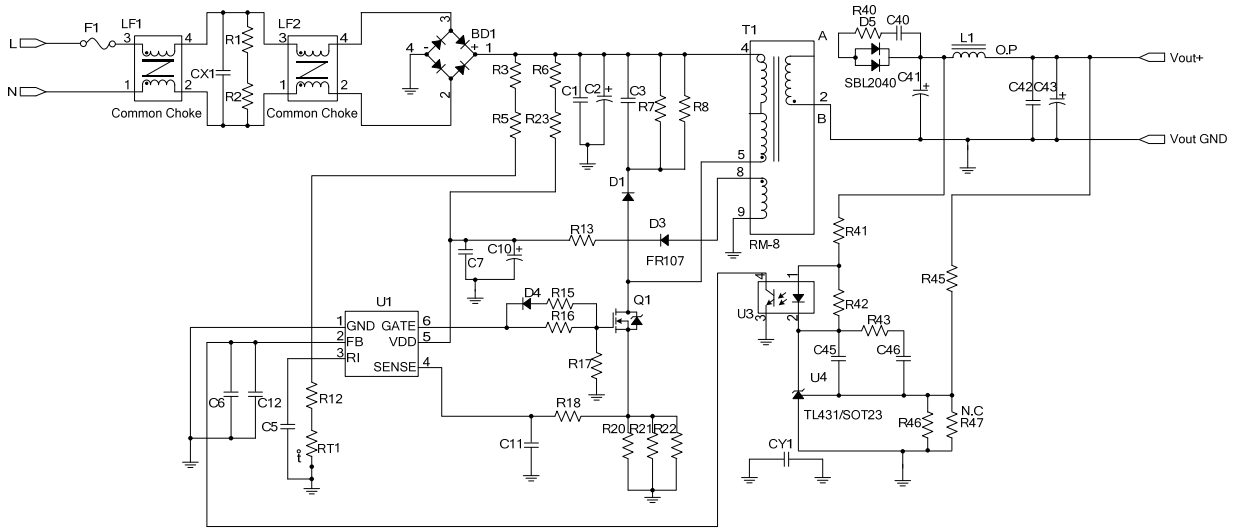 R40
D5 C40
F1 LF1 LF2 T1 A
L 3 4 R1 3 4 3 BD1 L1 O.P
4 - + 1 4 Vout+
CX1 R3 R6 C1 C2 + C3 R7 R8 SBL2040 C41 +
N 1 2 R2 1 2 2 2 C42 C43 +
Common Choke Common Choke R5 R23 B Vout GND
5
D1 8
9 R41
R13 D3
C7 C10 + FR107 RM-8
4 1 R45
D4 R15 Q1 U3 R42
U1 R16 3 2 R43
1 GND GATE 6
2 FB VDD 5
3 RI SENSE 4 R17 C45 C46
U4
C6 C12 R12 R18 TL431/SOT23 N.C
C5 R20 R21 R22 R46 R47
RT1 C11 CY1
t°